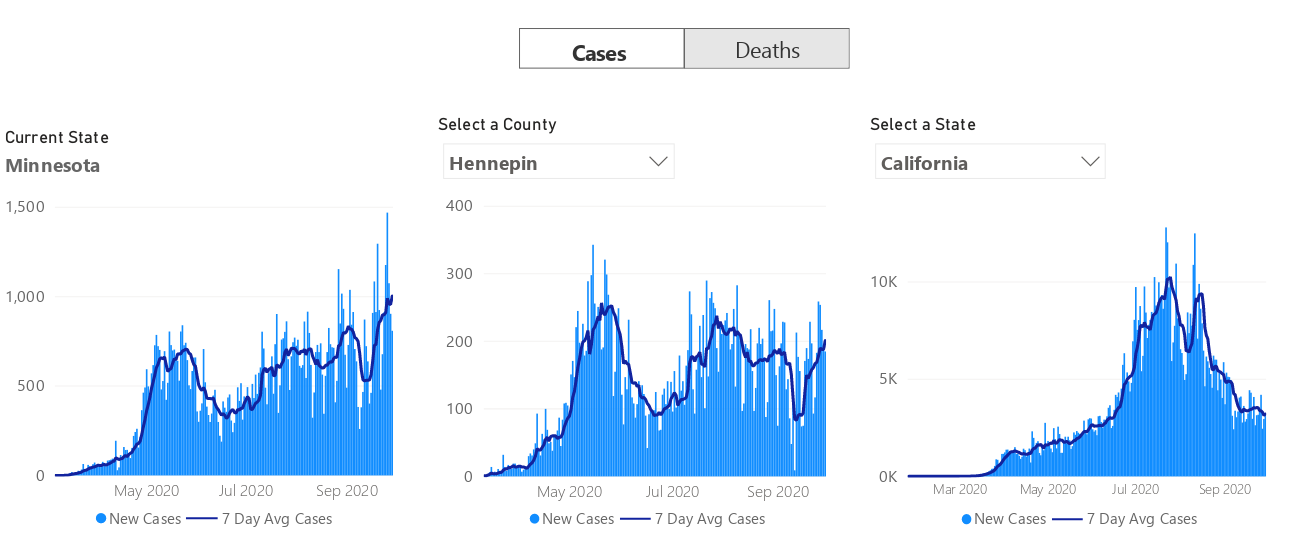 Cases Deaths
Current State
Minnesota
1,500
1,000
500
0
May 2020 Jul 2020 Sep 2020
New Cases 7 Day Avg Cases
Select a County
Hennepin
400
300
200
100
0
May 2020 Jul 2020 Sep 2020
New Cases 7 Day Avg Cases
Select a State
California
10K
5K
0K
Mar 2020 May 2020 Jul 2020 Sep 2020
New Cases 7 Day Avg Cases